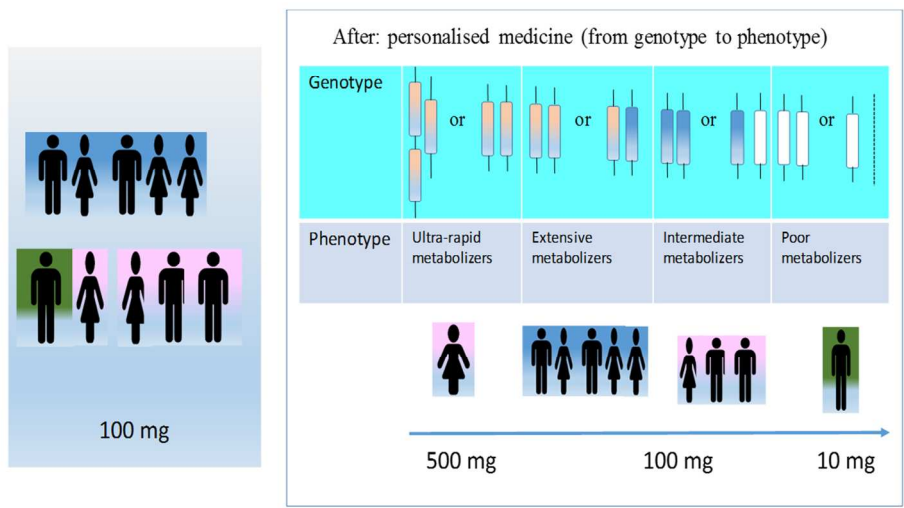 100 mg
After: personalised medicine (from genotype to phenotype)
Genotype
or
or
or
or
Phenotype
Ultra-rapid
metabolizers
Extensive
metabolizers
Intermediate
metabolizers
Poor
metabolizers
500 mg
100 mg
10 mg